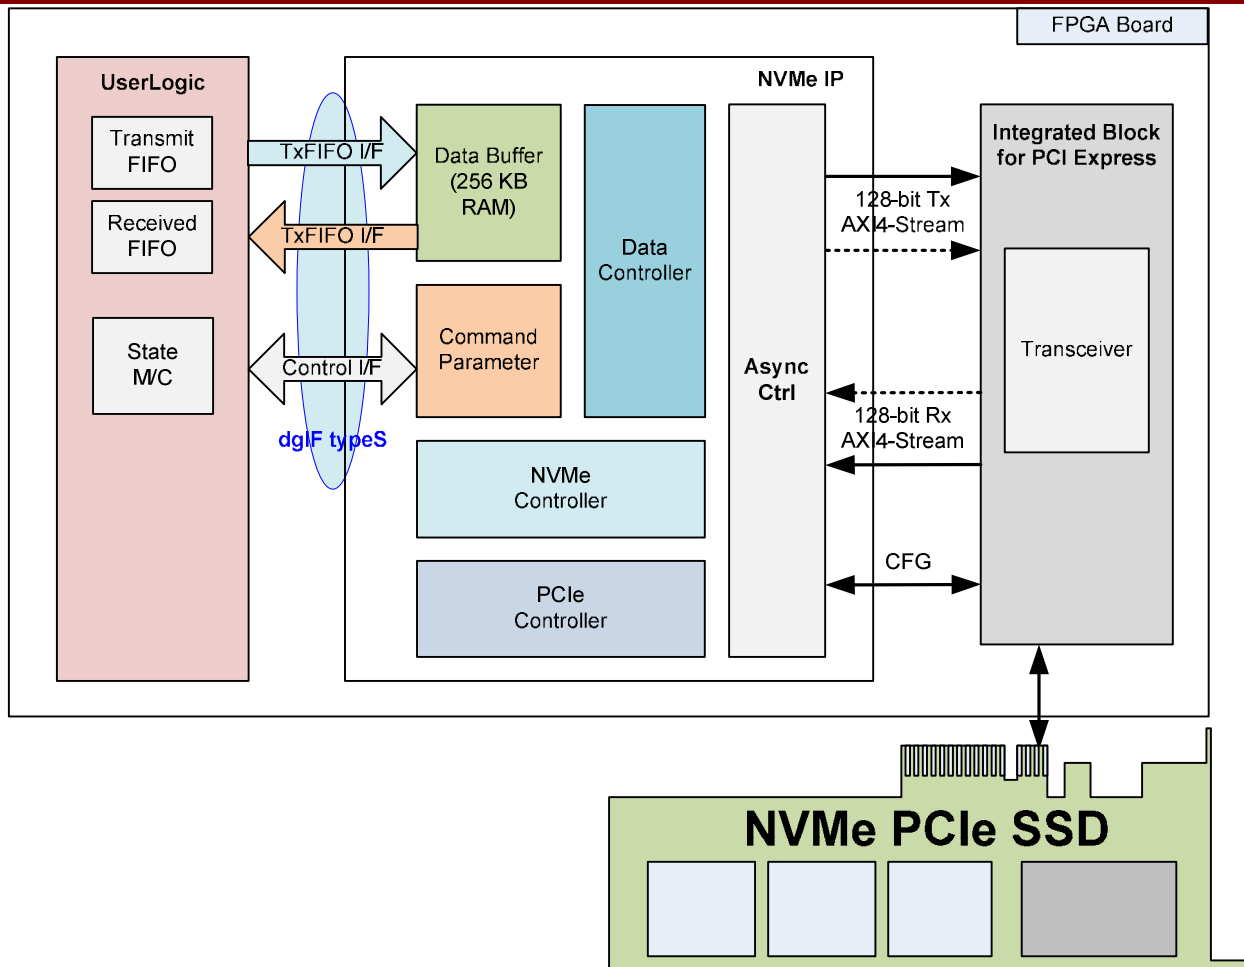 FPGA Board
UserLogic
Transmit
FIFO
Received
FIFO
State
M/C
TxFIFO I/F
TxFIFO I/F
Control I/F
dgIF typeS
NVMe IP
Data Buffer
(256 KB
RAM)
Data
Controller
Command
Parameter
NVMe
Controller
PCIe
Controller
Async
Ctrl
128-bit Tx
AXI4-Stream
128-bit Rx
AXI4-Stream
CFG
Integrated Block
for PCI Express
Transceiver
NVMe PCIe SSD